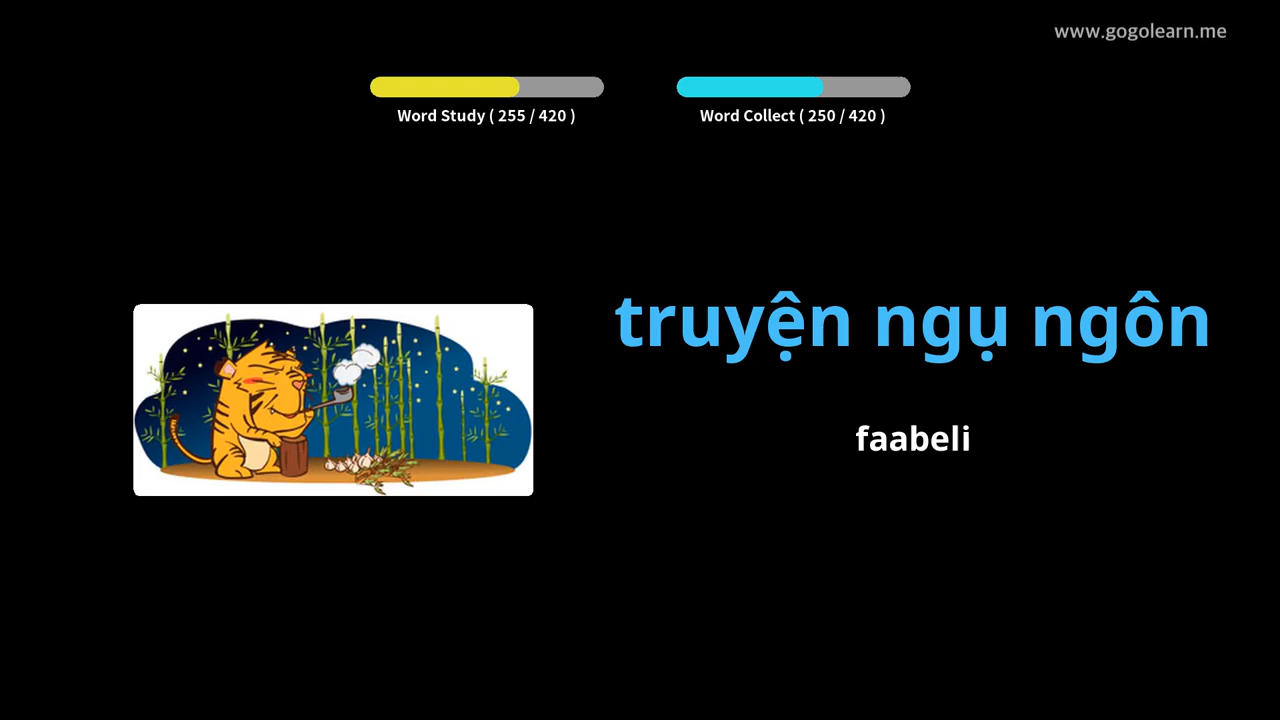 www.gogolearn.me
Word Study ( 255 / 420 )
Word Collect ( 250 / 420 )
truyện ngụ ngôn
faabeli